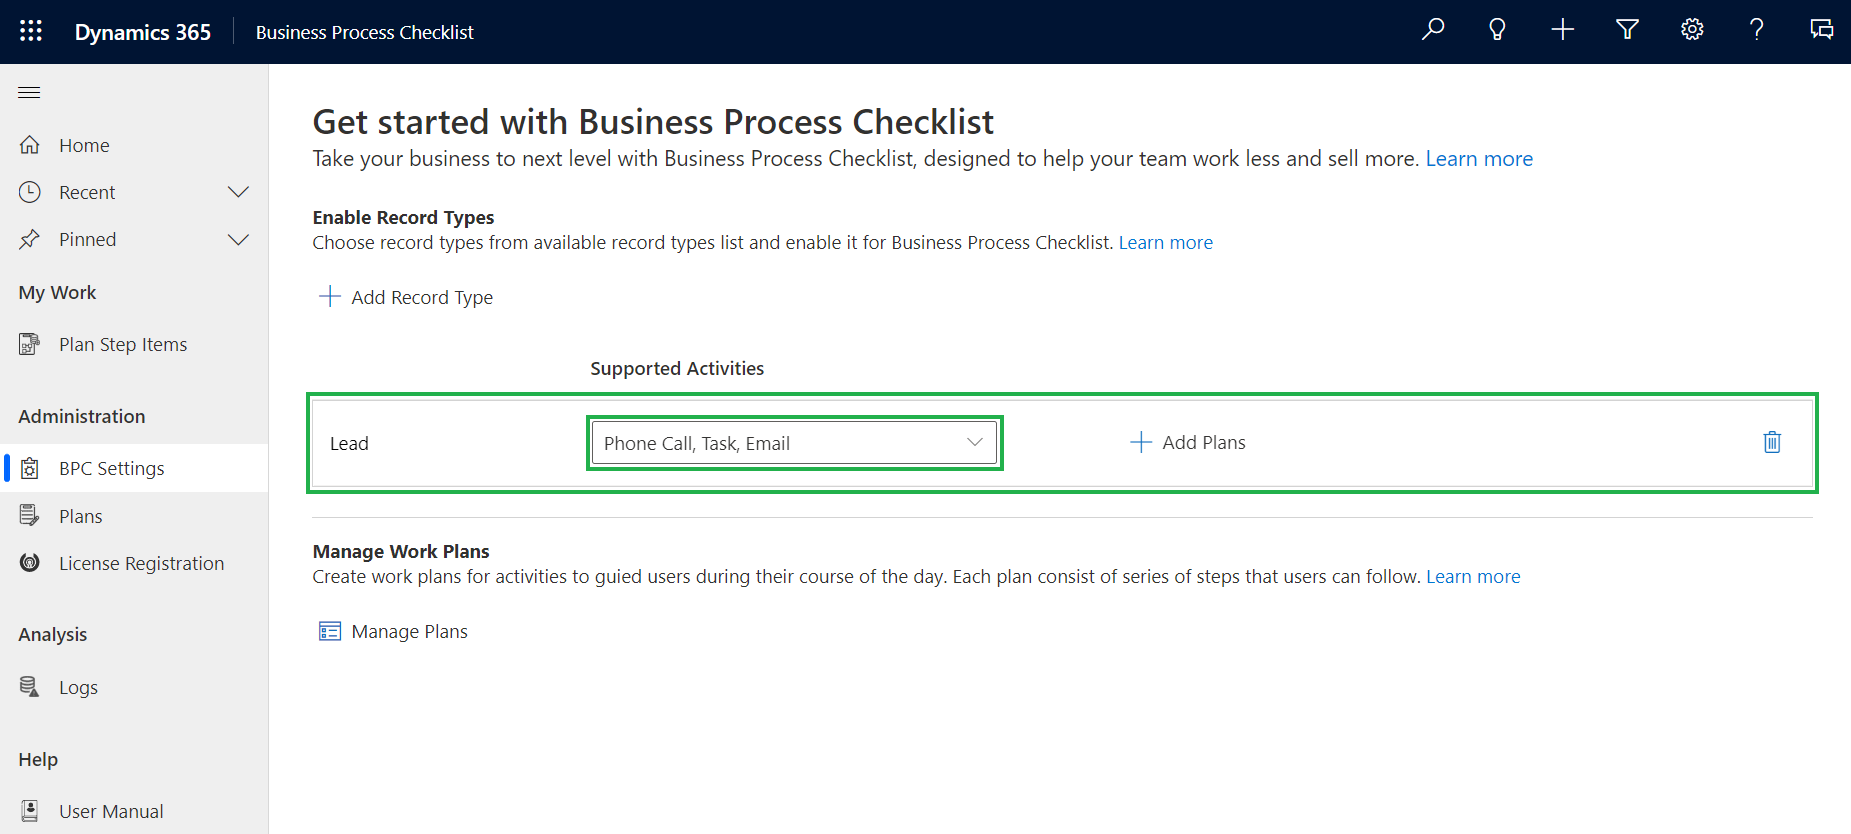 Dynamics 365 Business Process Checklist
Home
Recent
Pinned
My Work
Plan Step Items
Administration
BPC Settings
Plans
License Registration
Analysis
Logs
Help
User Manual
Get started with Business Process Checklist
Take your business to next level with Business Process Checklist, designed to help your team work less and sell more. Learn more
Enable Record Types
Choose record types from available record types list and enable it for Business Process Checklist. Learn more
Add Record Type
Supported Activities
Lead Phone Call, Task, Email Add Plans
Manage Work Plans
Create work plans for activities to guied users during their course of the day. Each plan consist of series of steps that users can follow. Learn more
Manage Plans